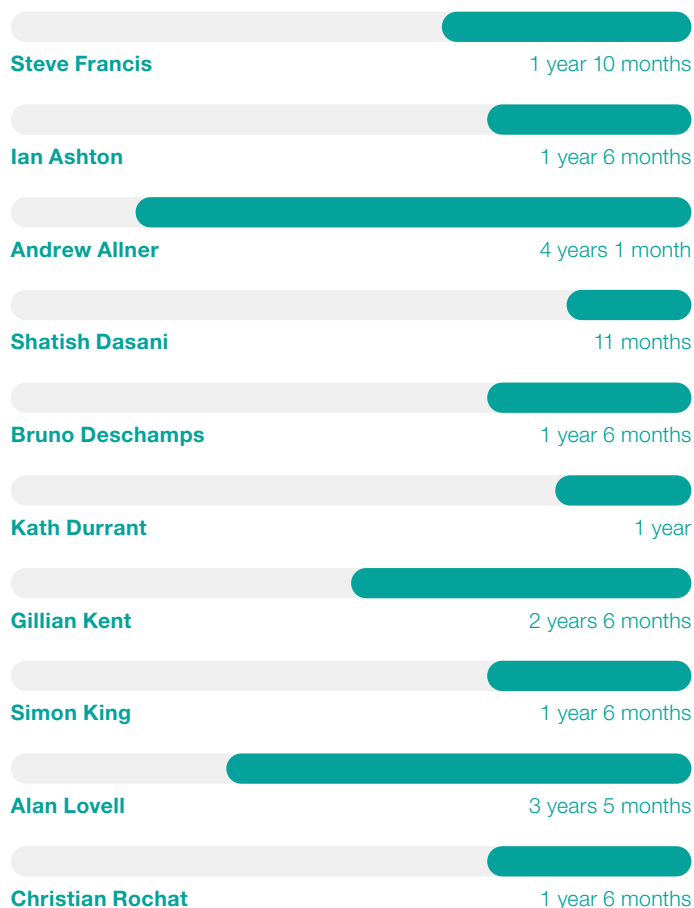 Steve Francis 1 year 10 months
Ian Ashton 1 year 6 months
Andrew Allner 4 years 1 month
Shatish Dasani 11 months
Bruno Deschamps 1 year 6 months
Kath Durrant 1 year
Gillian Kent 2 years 6 months
Simon King 1 year 6 months
Alan Lovell 3 years 5 months
Christian Rochat 1 year 6 months